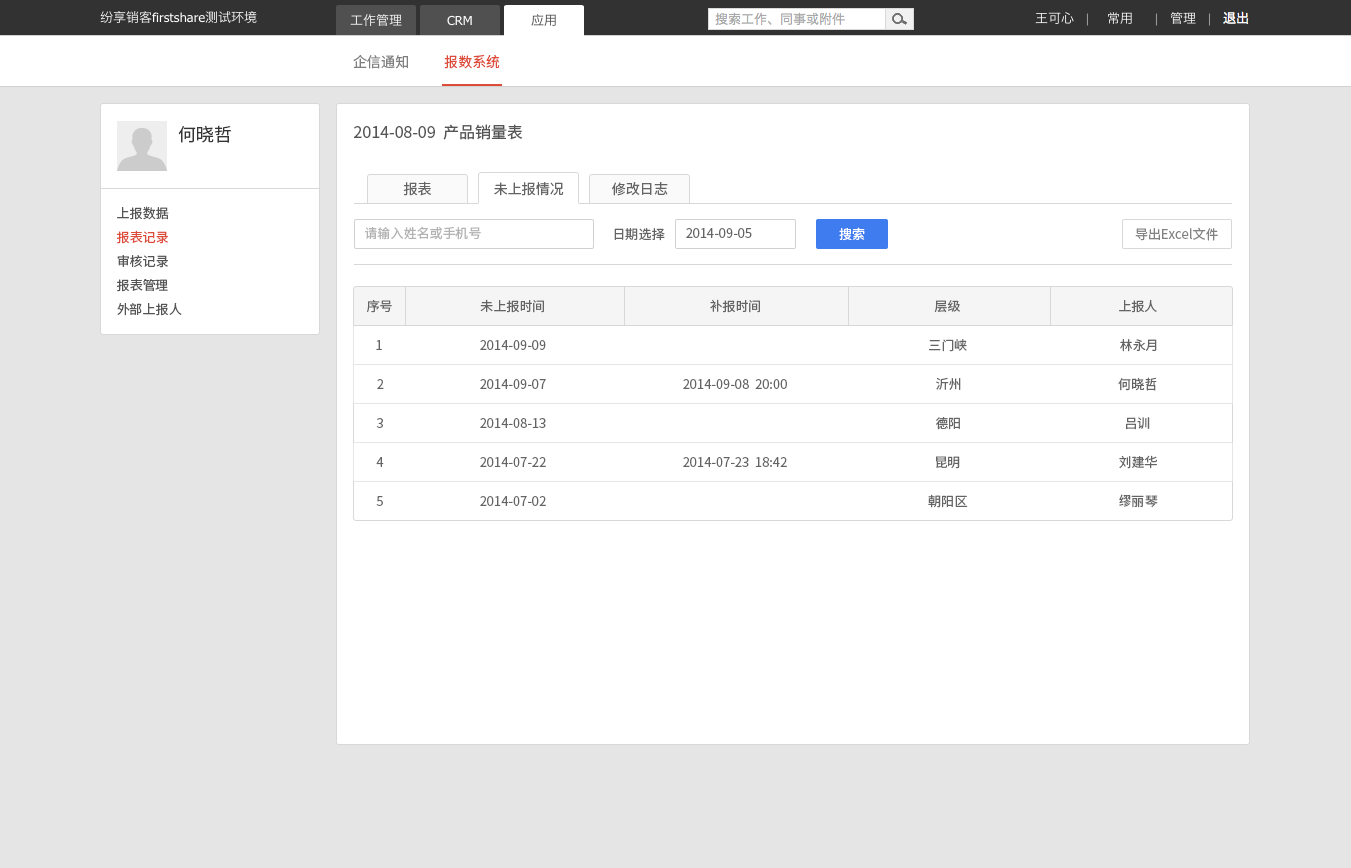 纷享销客firstshare测试环境 工作管理 CRM 应用 搜索工作、同事或附件 王可心 | 常用 | 管理 | 退出
企信通知 报数系统
何晓哲
上报数据
报表记录
审核记录
报表管理
外部上报人
2014-08-09 产品销量表
报表 未上报情况 修改日志
请输入姓名或手机号 日期选择 2014-09-05 搜索 导出Excel文件
序号 未上报时间 补报时间 层级 上报人
1 2014-09-09 三门峡 林永月
2 2014-09-07 2014-09-08 20:00 沂州 何晓哲
3 2014-08-13 德阳 吕训
4 2014-07-22 2014-07-23 18:42 昆明 刘建华
5 2014-07-02 朝阳区 缪丽琴